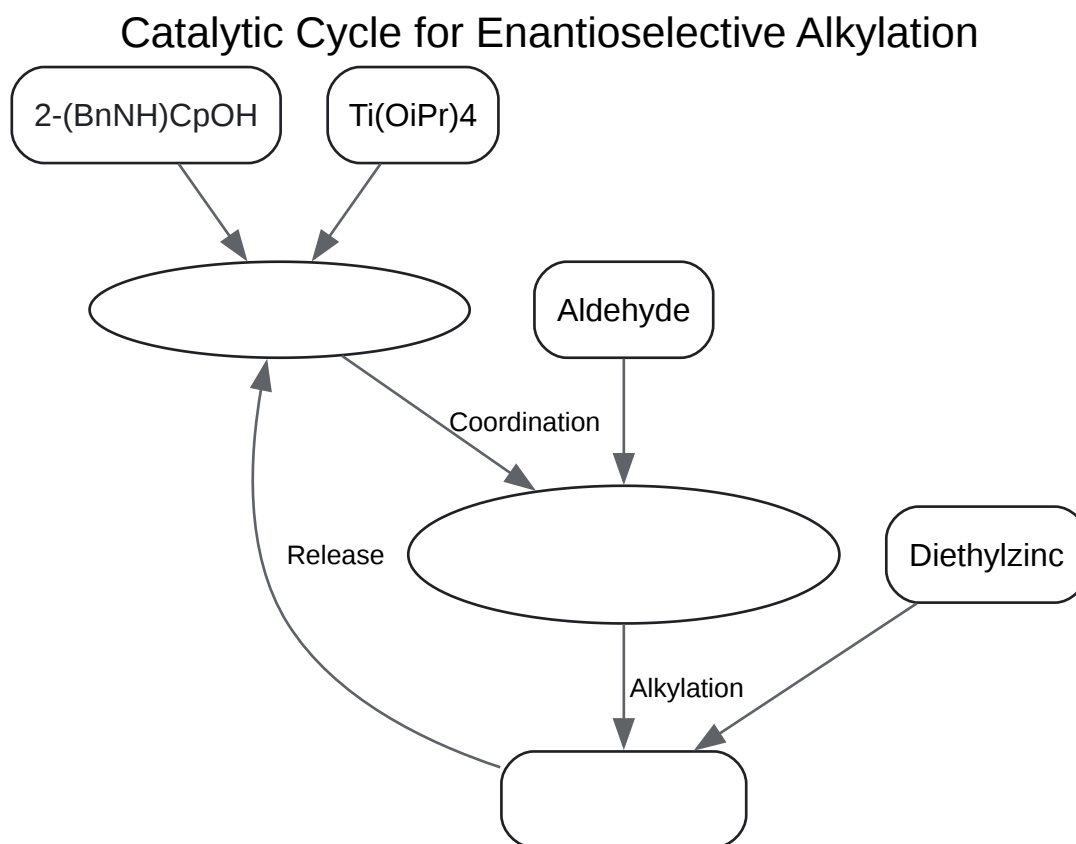 Catalytic Cycle for Enantioselective Alkylation
2-(BnNH)CpOH
Ti(OiPr)4
Aldehyde
Coordination
Release
Diethylzinc
Alkylation